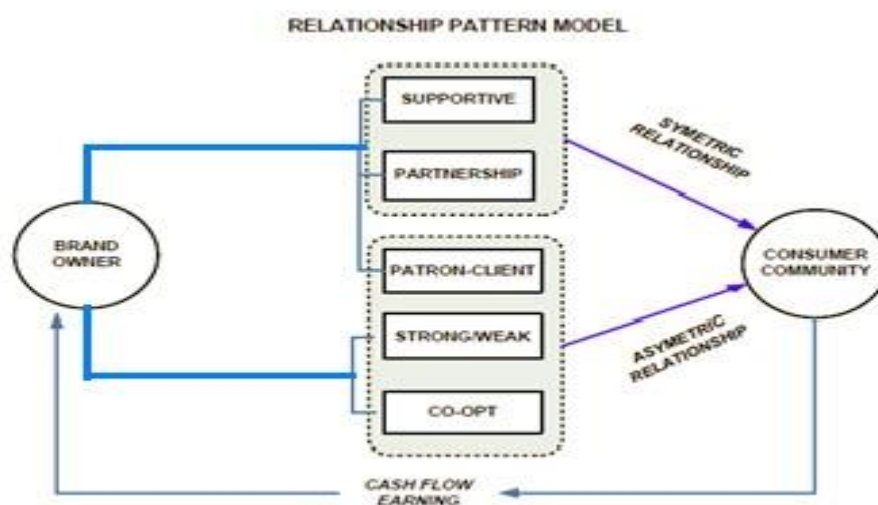 RELATIONSHIP PATTERN MODEL
SUPPORTIVE
PARTNERSHIP
SYMETRIC
RELATIONSHIP
BRAND
OWNER
PATRON-CLIENT
CONSUMER
COMMUNITY
STRONG/WEAK
ASYMETRIC
RELATIONSHIP
CO-OPT
CASH FLOW
EARNING